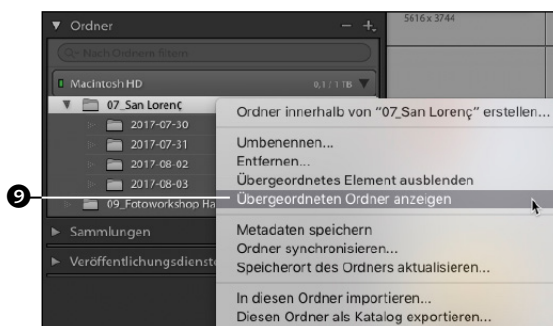 Ordner
5616 x 3744
Nach Ordnern filtern
Macintosh HD 0,1 / 1 TB
07_San Lorenç
2017-07-30
2017-07-31
2017-08-02
2017-08-03
09_Fotoworkshop Ha
Sammlungen
Veröffentlichungsdienst
Ordner innerhalb von "07_San Lorenç" erstellen...
Umbenennen...
Entfernen...
Übergeordnetes Element ausblenden
9
Übergeordneten Ordner anzeigen
Metadaten speichern
Ordner synchronisieren...
Speicherort des Ordners aktualisieren...
In diesen Ordner importieren...
Diesen Ordner als Katalog exportieren...